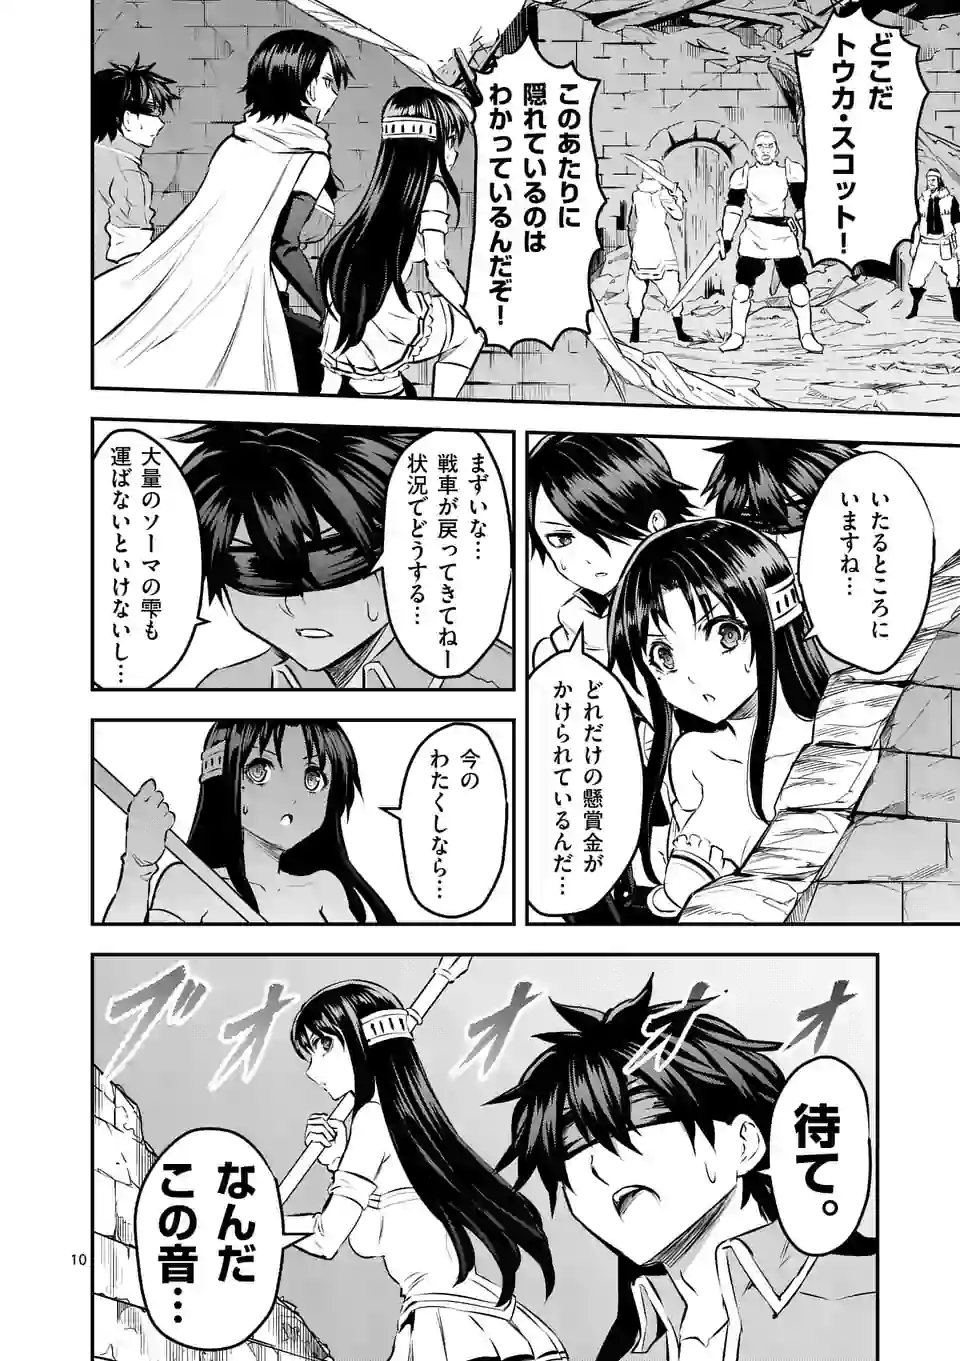 どこだ
トウカ・スコット！
このあたりに
隠れているのは
わかっているんだぞ！
いたるところに
いますね…
どれだけの懸賞金が
かけられているんだ…
まずいな…
戦車が戻ってきてねー
状況でどうする…
大量のソーマの雫も
運ばないといけないし…
今の
わたくしなら…
待て。
ブオオオオ
なんだ
この音…
10